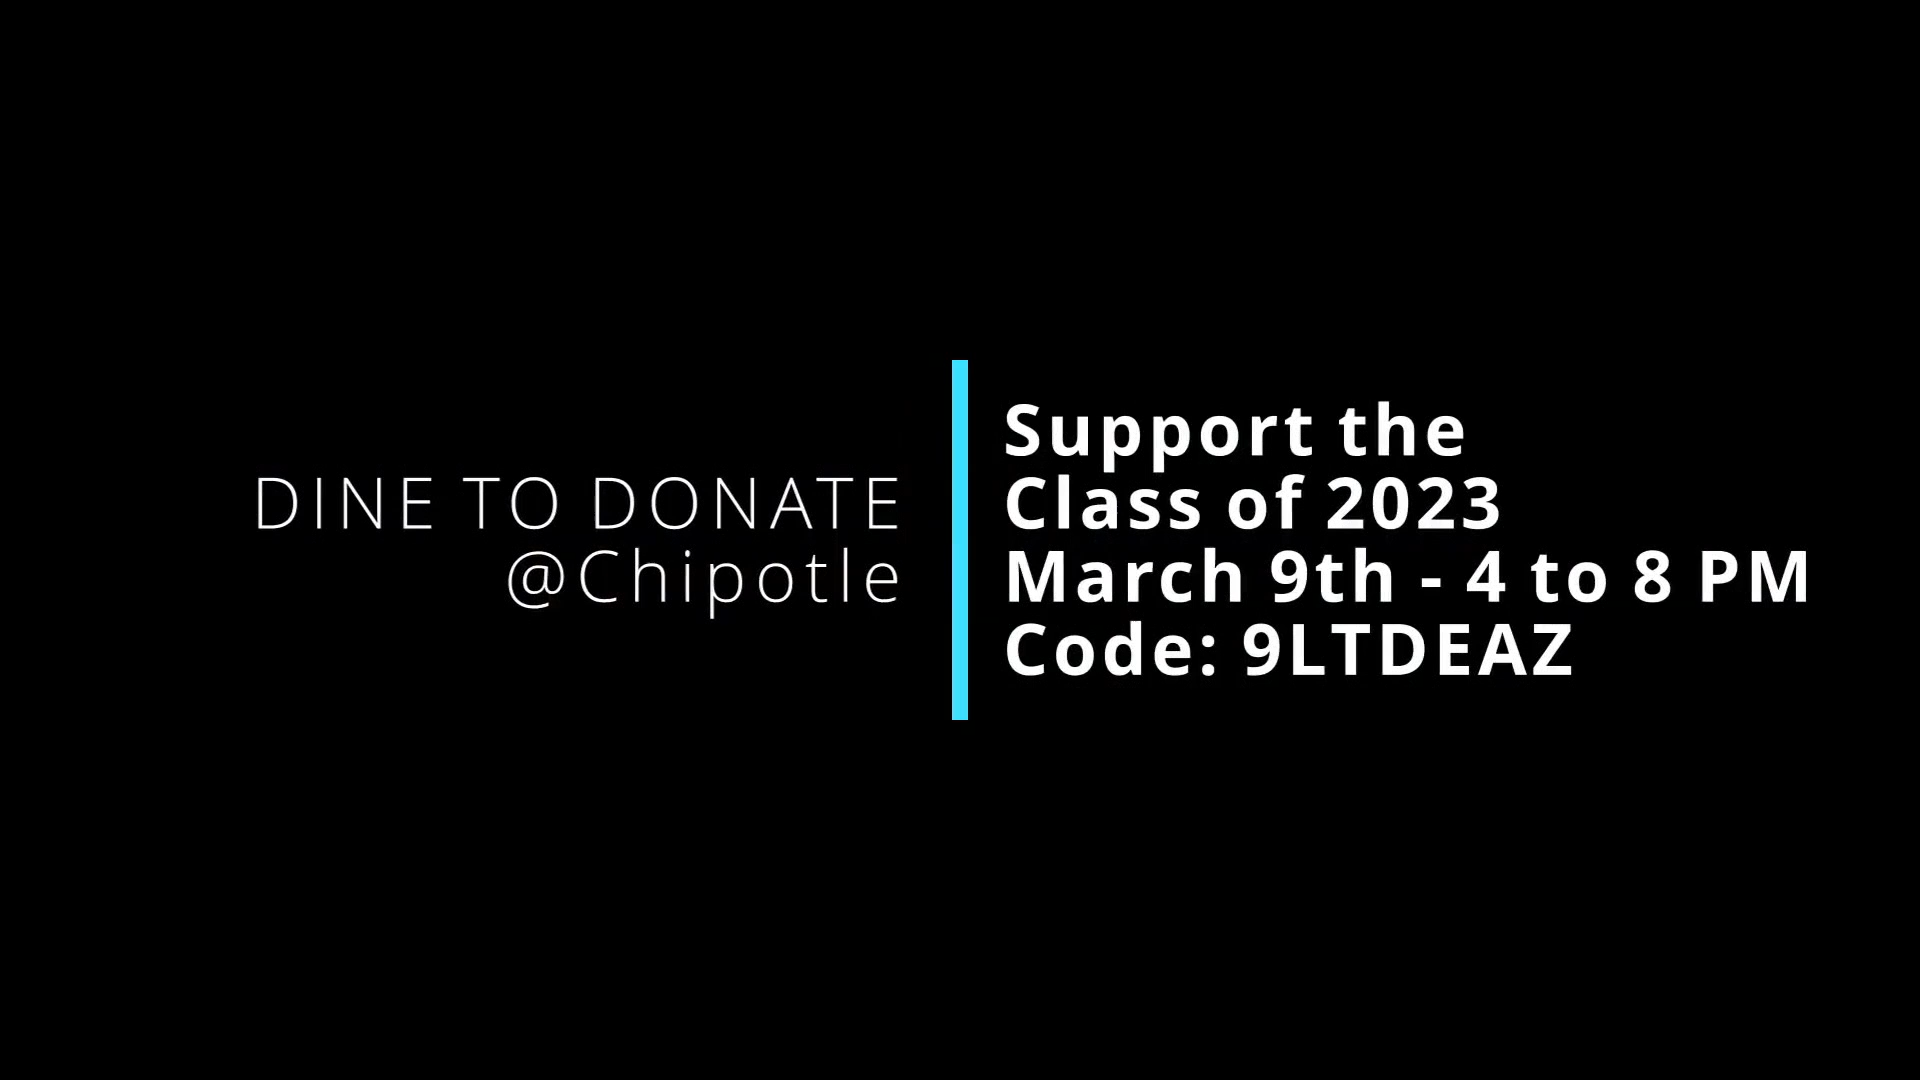 DINE TO DONATE
@Chipotle
Support the
Class of 2023
March 9th - 4 to 8 PM
Code: 9LTDEAZ